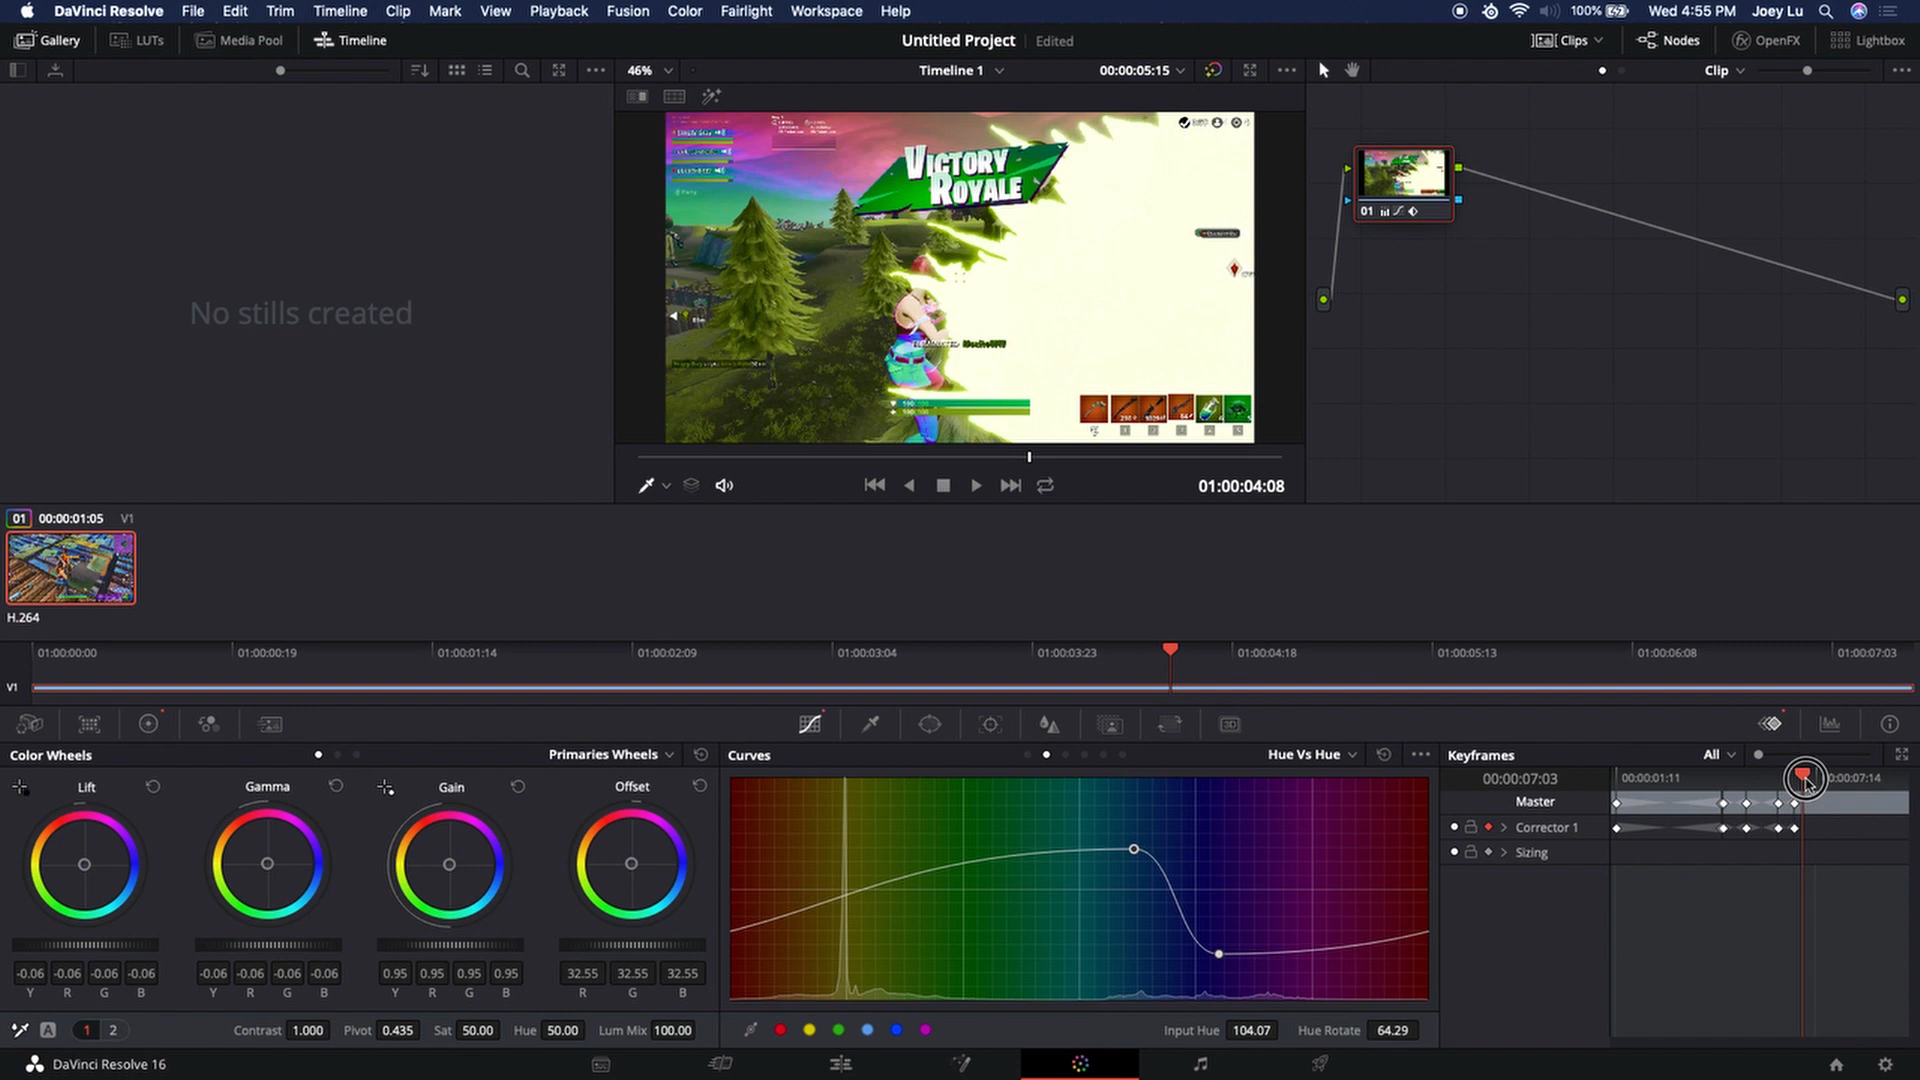 DaVinci Resolve File Edit Trim Timeline Clip Mark View Playback Fusion Color Fairlight Workspace Help 100% Wed 4:55 PM Joey Lu
Gallery LUTs Media Pool Timeline Untitled Project Edited Clips Nodes OpenFX Lightbox
46% Timeline 1 00:00:05:15 Clip
VICTORY
ROYALE
No stills created
01
01:00:04:08
01 00:00:01:05 V1
H.264
01:00:00:00 01:00:00:19 01:00:01:14 01:00:02:09 01:00:03:04 01:00:03:23 01:00:04:18 01:00:05:13 01:00:06:08 01:00:07:03
V1
3D
Color Wheels Primaries Wheels Curves Hue Vs Hue Keyframes All
Lift Gamma Gain Offset
00:00:07:03 00:00:01:11 0:00:07:14
Master
Corrector 1
Sizing
-0.06 -0.06 -0.06 -0.06 -0.06 -0.06 -0.06 -0.06 0.95 0.95 0.95 0.95 32.55 32.55 32.55
Y R G B Y R G B Y R G B R G B
A 1 2 Contrast 1.000 Pivot 0.435 Sat 50.00 Hue 50.00 Lum Mix 100.00 Input Hue 104.07 Hue Rotate 64.29
DaVinci Resolve 16